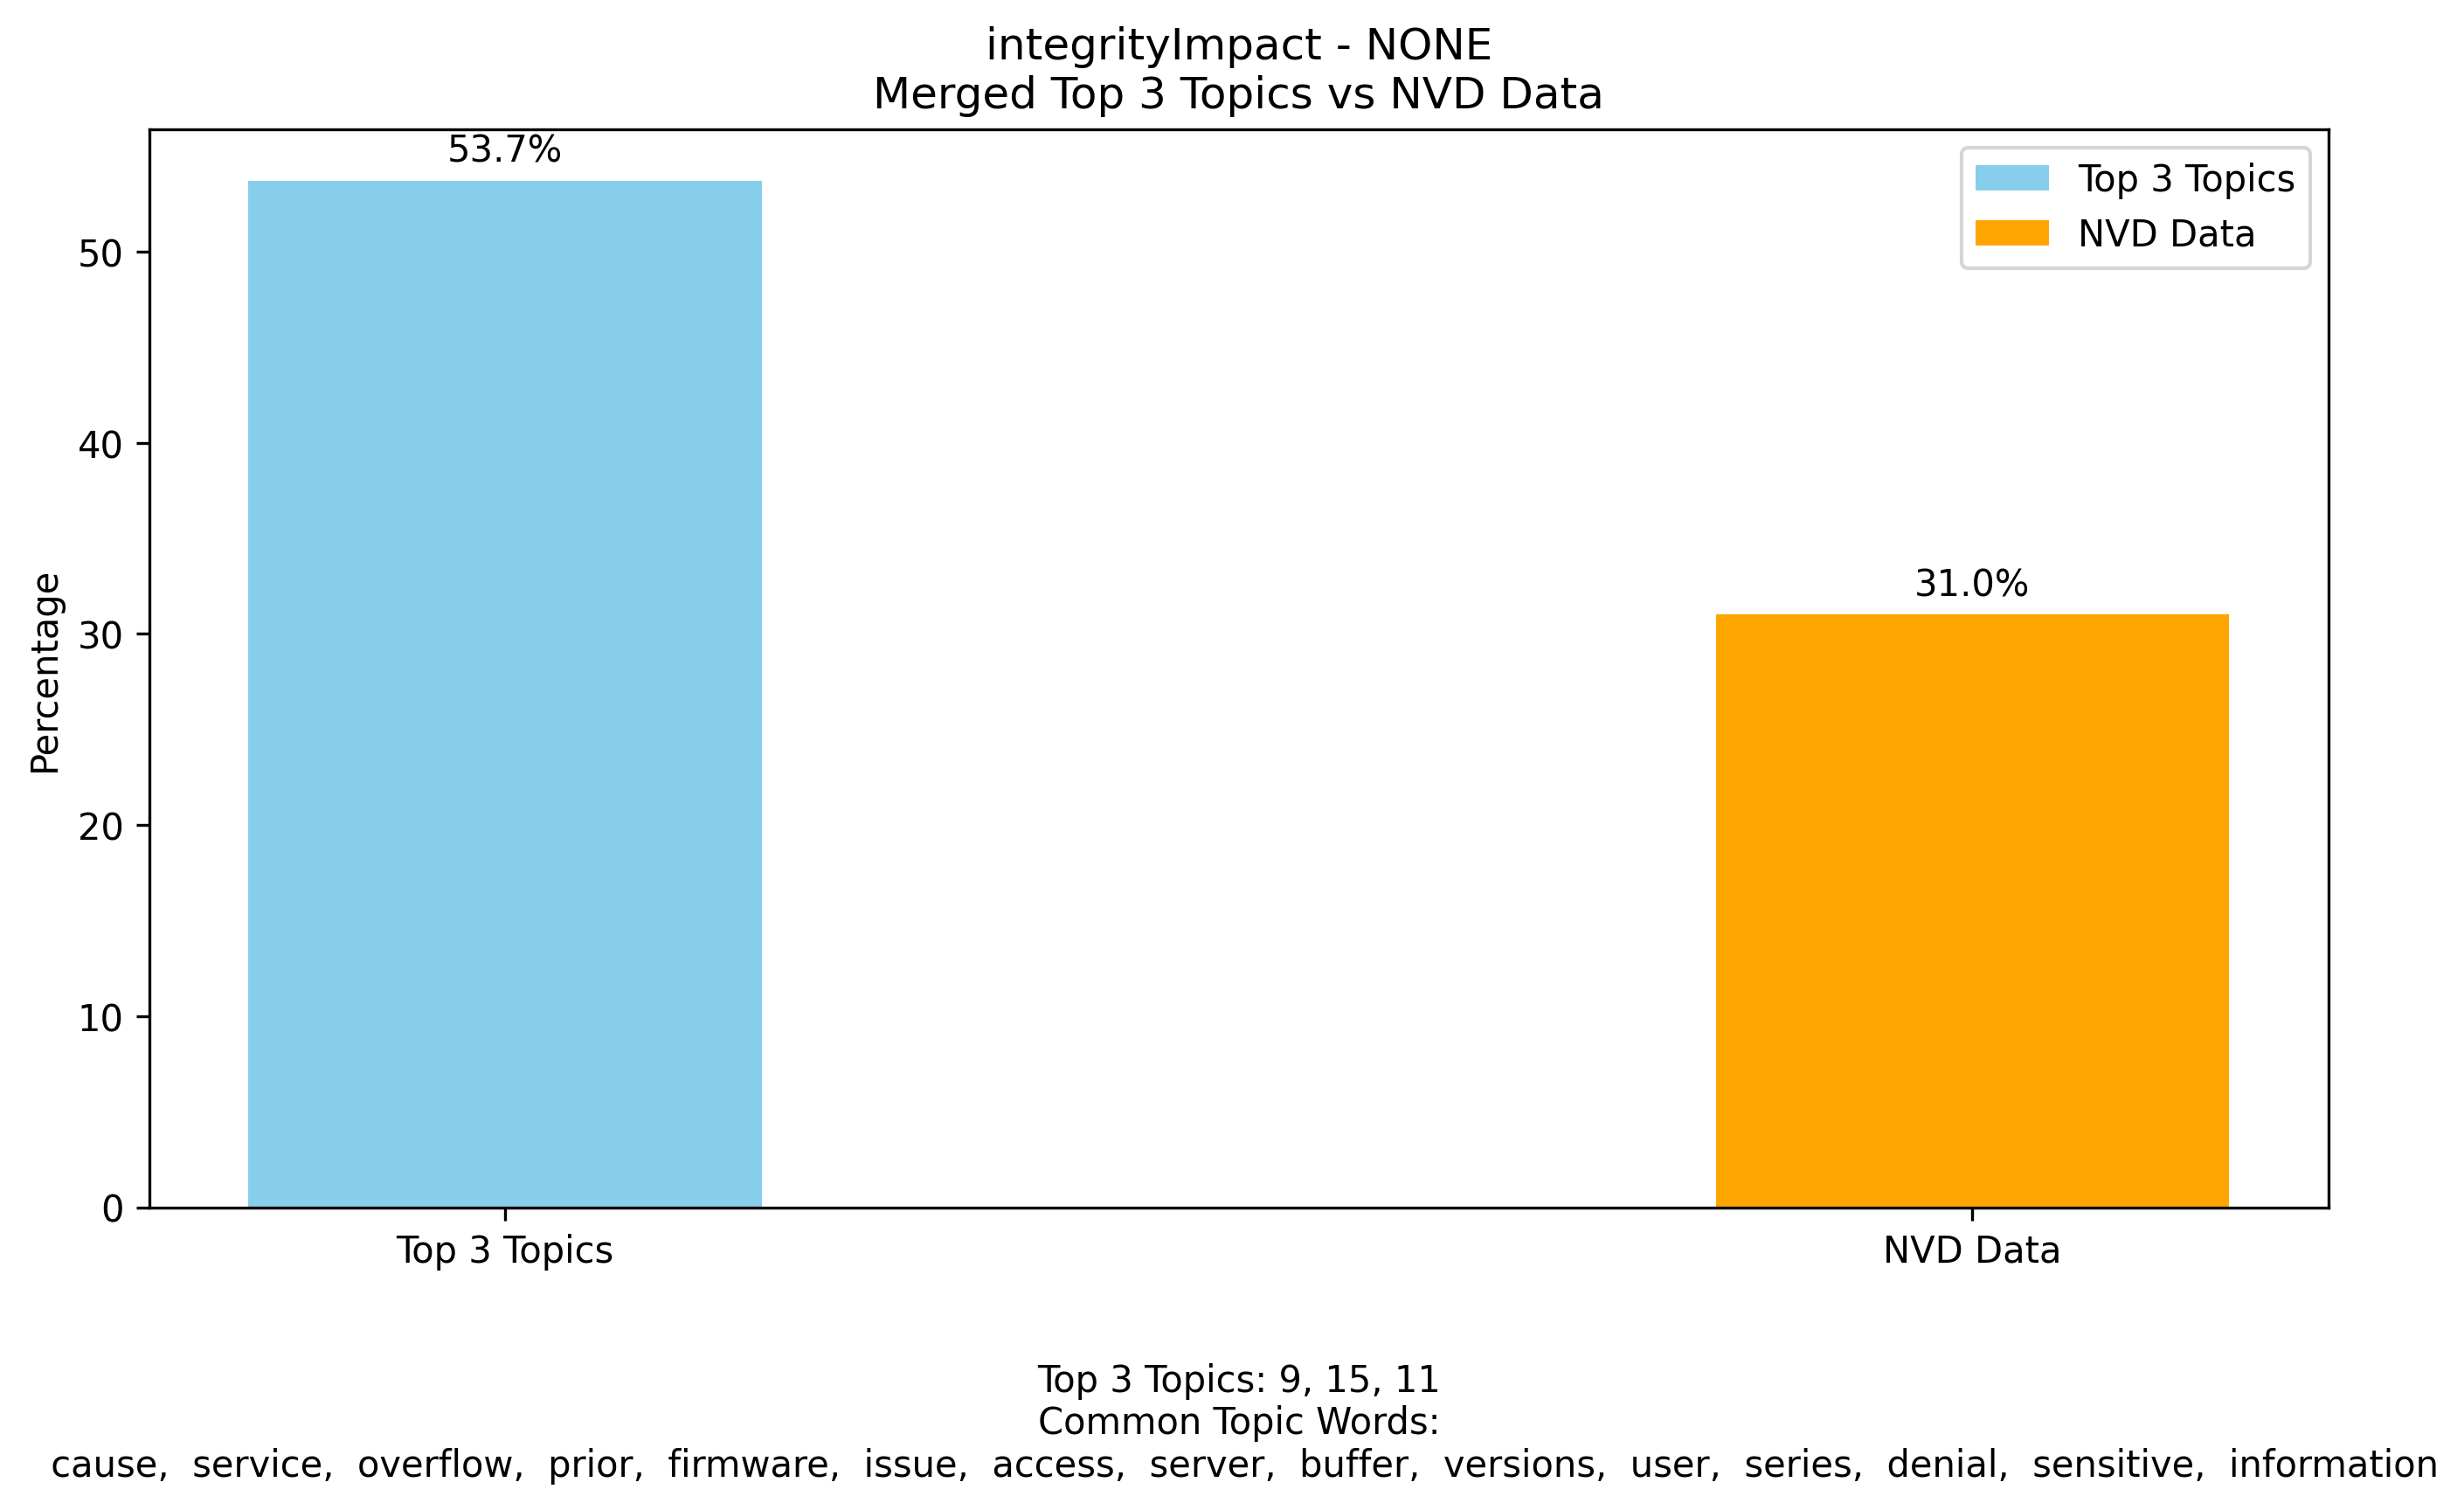 integrityImpact - NONE
Merged Top 3 Topics vs NVD Data
53.7%
Top 3 Topics
NVD Data
50
40
31.0%
30
Percentage
20
10
0
Top 3 Topics
NVD Data
Top 3 Topics: 9, 15, 11
Common Topic Words:
cause, service, overflow, prior, firmware, issue, access, server, buffer, versions, user, series, denial, sensitive, information